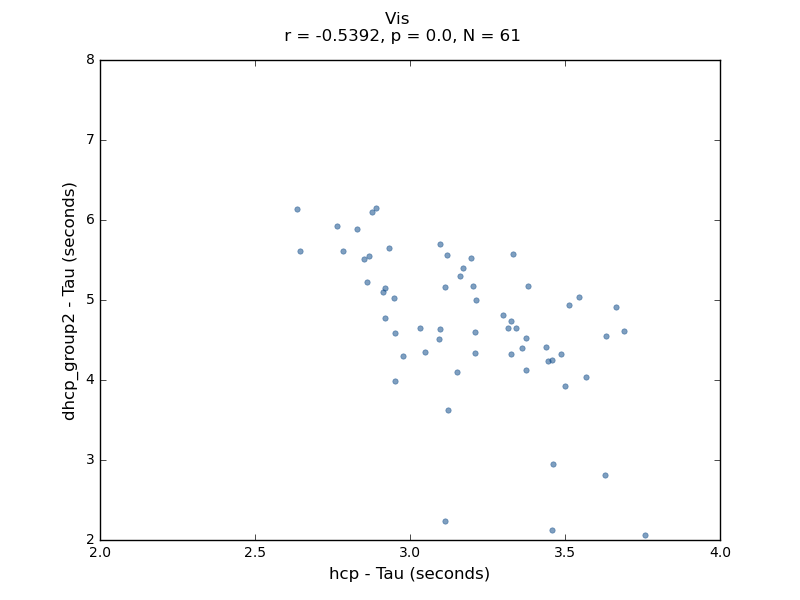 Vis
r = -0.5392, p = 0.0, N = 61
8
7
6
5
4
3
2
dhcp_group2 - Tau (seconds)
2.0 2.5 3.0 3.5 4.0
hcp - Tau (seconds)